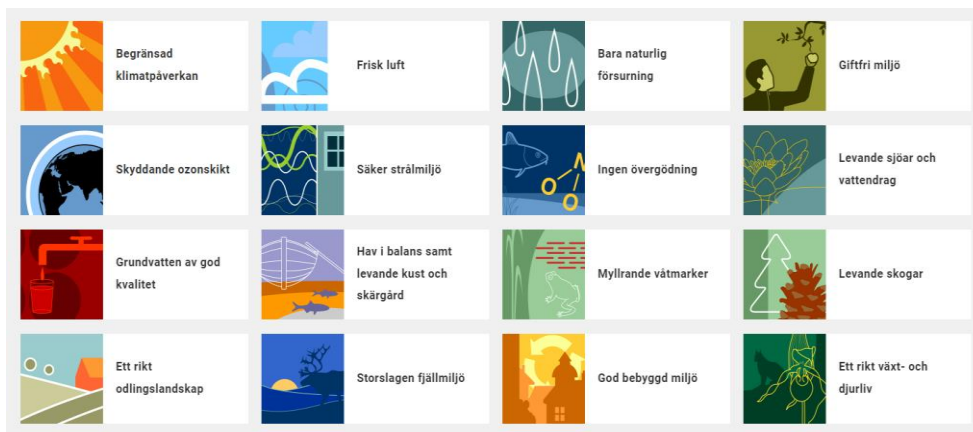 Begränsad
klimatpåverkan
Frisk luft
Bara naturlig
försurning
Giftfri miljö
Skyddande ozonskikt
Säker strålmiljö
N
O
O
Ingen övergödning
Levande sjöar och
vattendrag
Grundvatten av god
kvalitet
Hav i balans samt
levande kust och
skärgård
Myllrande våtmarker
Levande skogar
Ett rikt
odlingslandskap
Storslagen fjällmiljö
God bebyggd miljö
Ett rikt växt- och
djurliv